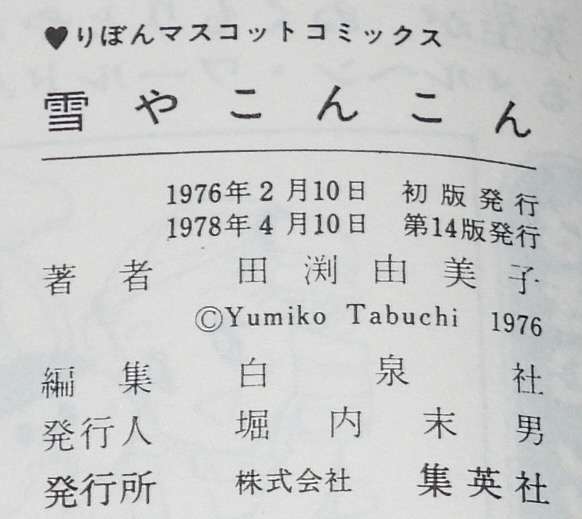 ♥りぼんマスコットコミックス
雪やこんこん
1976年2月10日 初版発行
1978年4月10日 第14版発行
著者 田渕由美子
©Yumiko Tabuchi 1976
編集 白泉社
発行人 堀内末男
発行所 株式会社 集英社